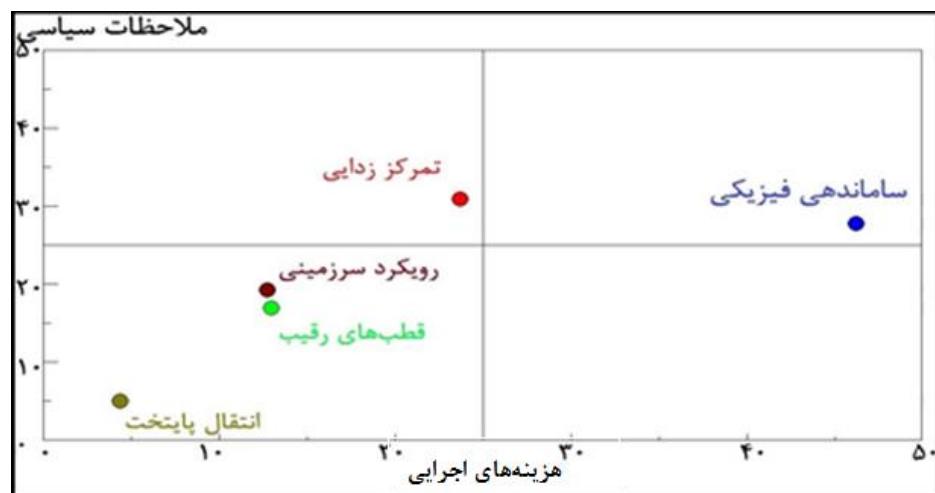 ملاحظات سیاسی
۵۰
۴۰
تمرکز زدایی
ساماندهی فیزیکی
۳۰
رویکرد سرزمینی
۲۰
قطب‌های رقیب
۱۰
انتقال پایتخت
۰
۰ ۱۰ ۲۰ ۳۰ ۴۰ ۵۰
هزینه‌های اجرایی